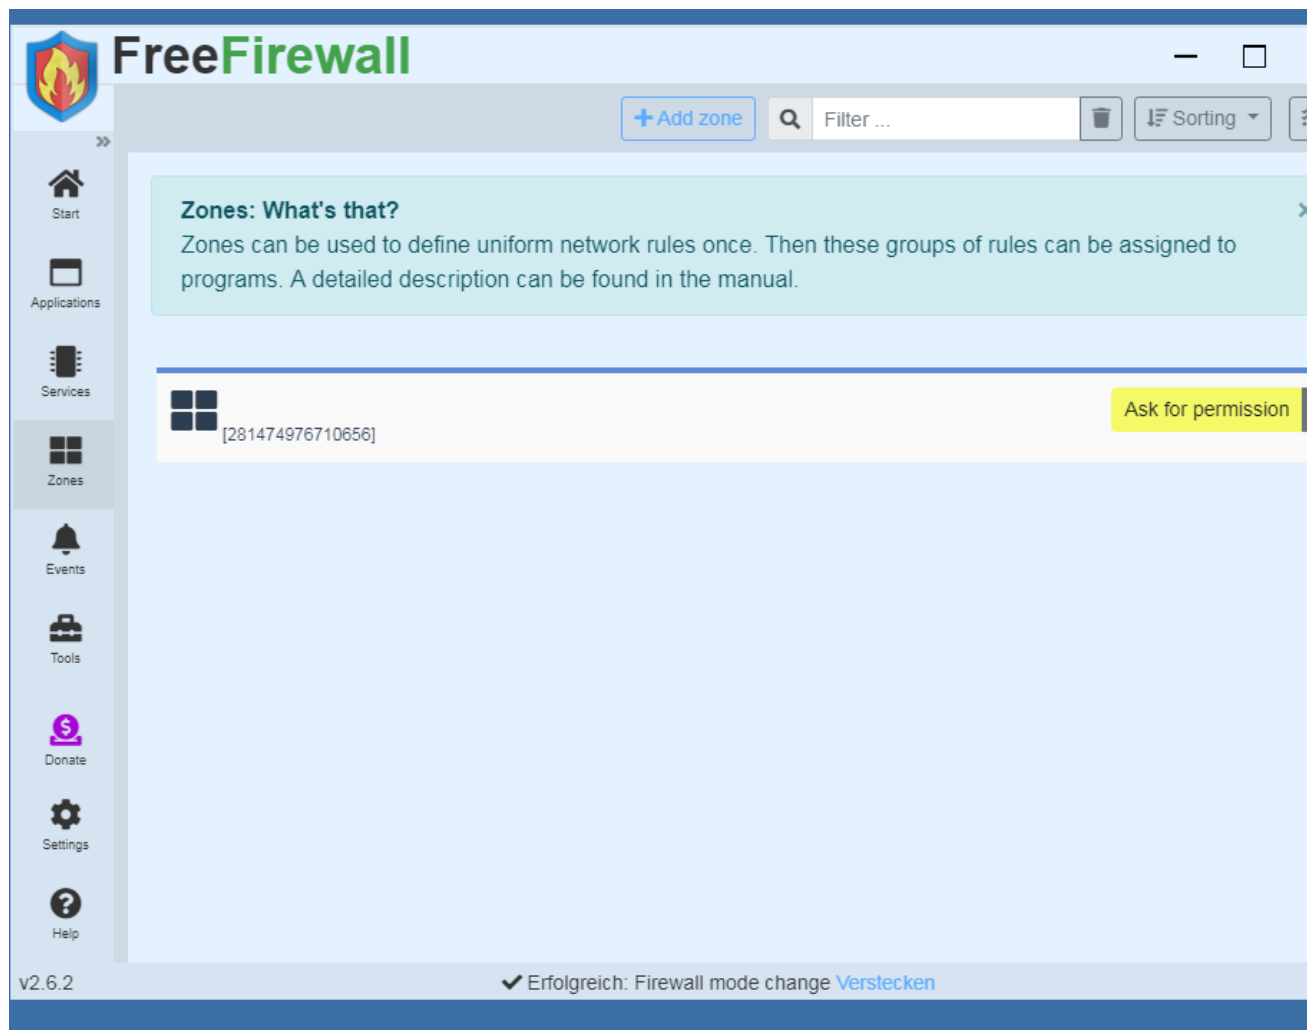 FreeFirewall
Add zone
Filter ...
Sorting
Start
Applications
Services
Zones
Events
Tools
Donate
Settings
Help
Zones: What's that?
Zones can be used to define uniform network rules once. Then these groups of rules can be assigned to
programs. A detailed description can be found in the manual.
[281474976710656]
Ask for permission
v2.6.2
Erfolgreich: Firewall mode change Verstecken